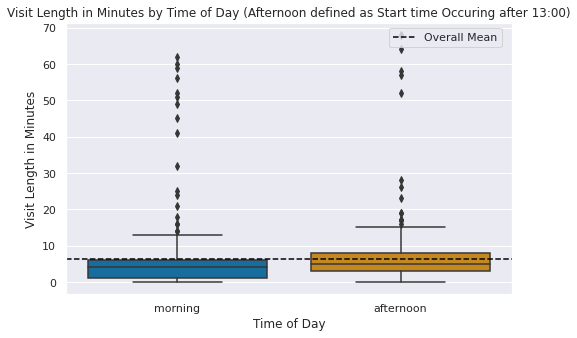 Visit Length in Minutes by Time of Day (Afternoon defined as Start time Occuring after 13:00)
Overall Mean
Visit Length in Minutes
70
60
50
40
30
20
10
0
morning
afternoon
Time of Day